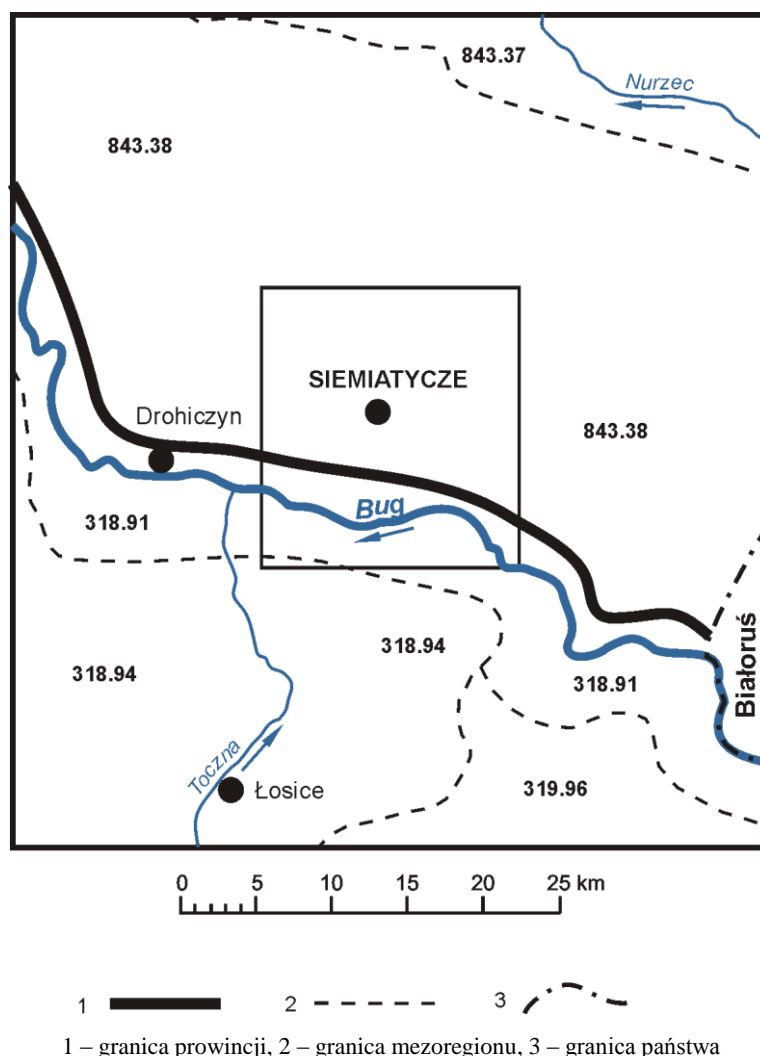 843.37
Nurzec
843.38
SIEMIATYCZE
Drohiczyn
843.38
Bug
318.91
318.94
318.94
318.91
Białoruś
Toczna
Łosice
319.96
0 5 10 15 20 25 km
1 2 3
1 – granica prowincji, 2 – granica mezoregionu, 3 – granica państwa